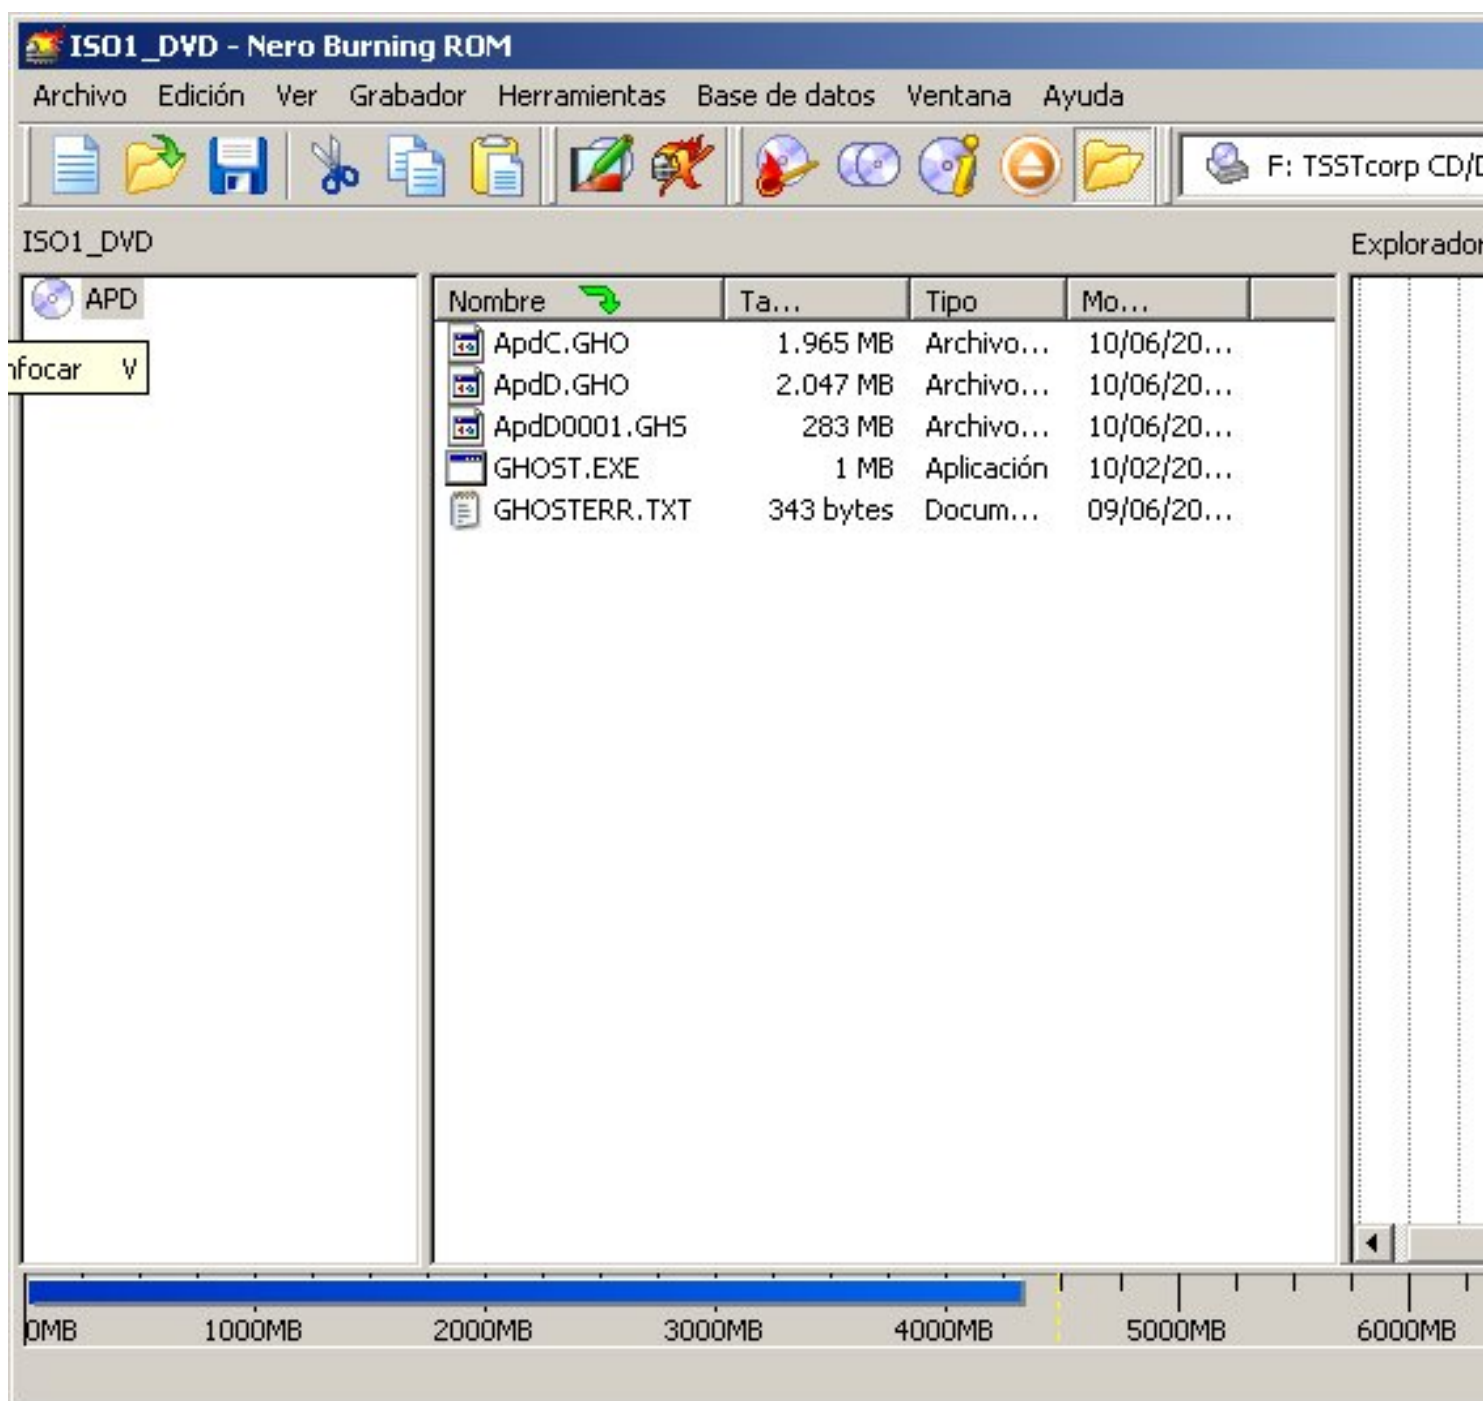 ISO1_DVD - Nero Burning ROM
Archivo Edición Ver Grabador Herramientas Base de datos Ventana Ayuda
F: TSSTcorp CD/D
ISO1_DVD Explorador
APD
nfocar V
Nombre Ta... Tipo Mo...
ApdC.GHO 1.965 MB Archivo... 10/06/20...
ApdD.GHO 2.047 MB Archivo... 10/06/20...
ApdD0001.GHS 283 MB Archivo... 10/06/20...
GHOST.EXE 1 MB Aplicación 10/02/20...
GHOSTERR.TXT 343 bytes Docum... 09/06/20...
0MB 1000MB 2000MB 3000MB 4000MB 5000MB 6000MB